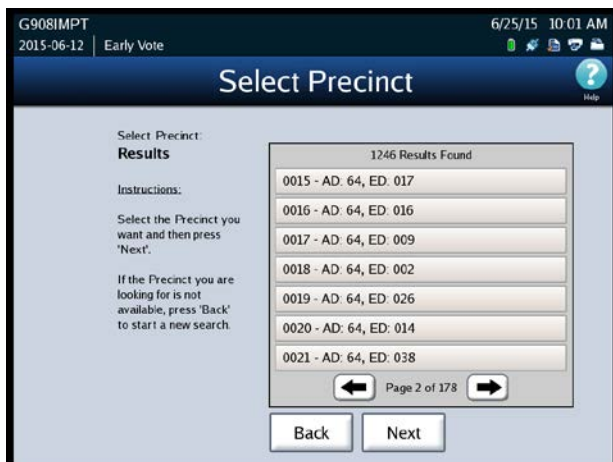 G908IMPT
6/25/15 10:01 AM
2015-06-12 | Early Vote
Select Precinct
Help
Select Precinct:
Results
Instructions:
Select the Precinct you
want and then press
'Next'.
If the Precinct you are
looking for is not
available, press 'Back'
to start a new search.
1246 Results Found
0015 - AD: 64, ED: 017
0016 - AD: 64, ED: 016
0017 - AD: 64, ED: 009
0018 - AD: 64, ED: 002
0019 - AD: 64, ED: 026
0020 - AD: 64, ED: 014
0021 - AD: 64, ED: 038
Page 2 of 178
Back
Next